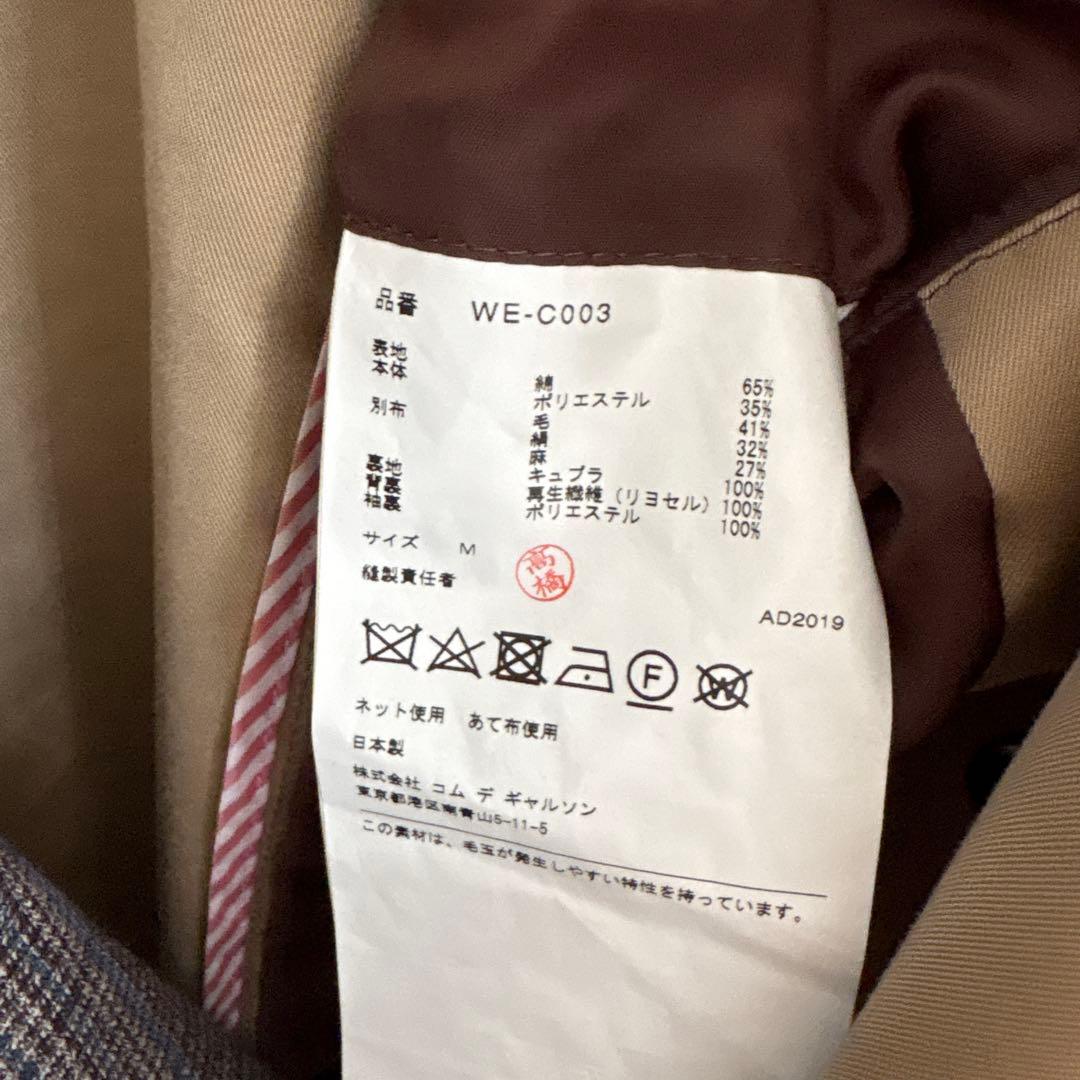 品番 WE-C003
表地
本体 綿 65%
ポリエステル 35%
別布 毛 41%
絹 32%
麻 27%
裏地 キュプラ 100%
背裏 再生繊維（リヨセル） 100%
袖裏 ポリエステル 100%
サイズ M
縫製責任者 高橋
AD2019
F W
ネット使用 あて布使用
日本製
株式会社 コム デ ギャルソン
東京都港区南青山5-11-5
この素材は、毛玉が発生しやすい特性を持っています。